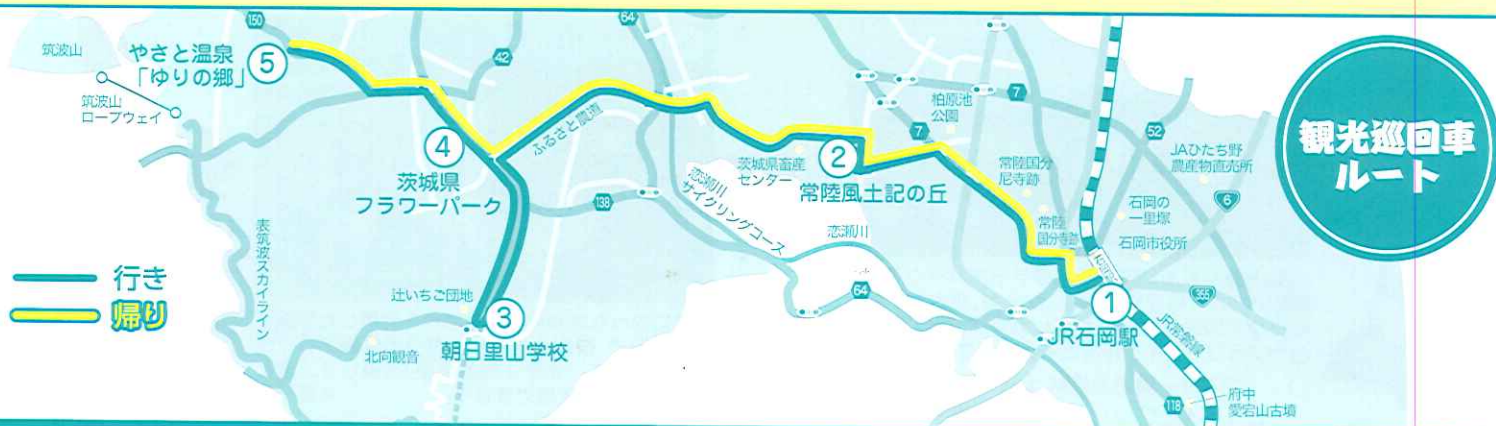 観光巡回車
ルート
150
64
筑波山
やさと温泉
「ゆりの郷」
⑤
42
筑波山
ロープウェイ
ふるさと農道
④
茨城県
フラワーパーク
138
表筑波スカイライン
辻いちご団地
③
朝日里山学校
北向観音
行き
帰り
茨城県畜産
センター
②
常陸風土記の丘
恋瀬川
サイクリングコース
恋瀬川
64
柏原池
公園
7
7
52
JAひたち野
農産物直売所
常陸国分
尼寺跡
常陸
国分寺跡
石岡の
一里塚
6
石岡市役所
355
①
JR石岡駅
JR常磐線
118
府中
愛宕山古墳